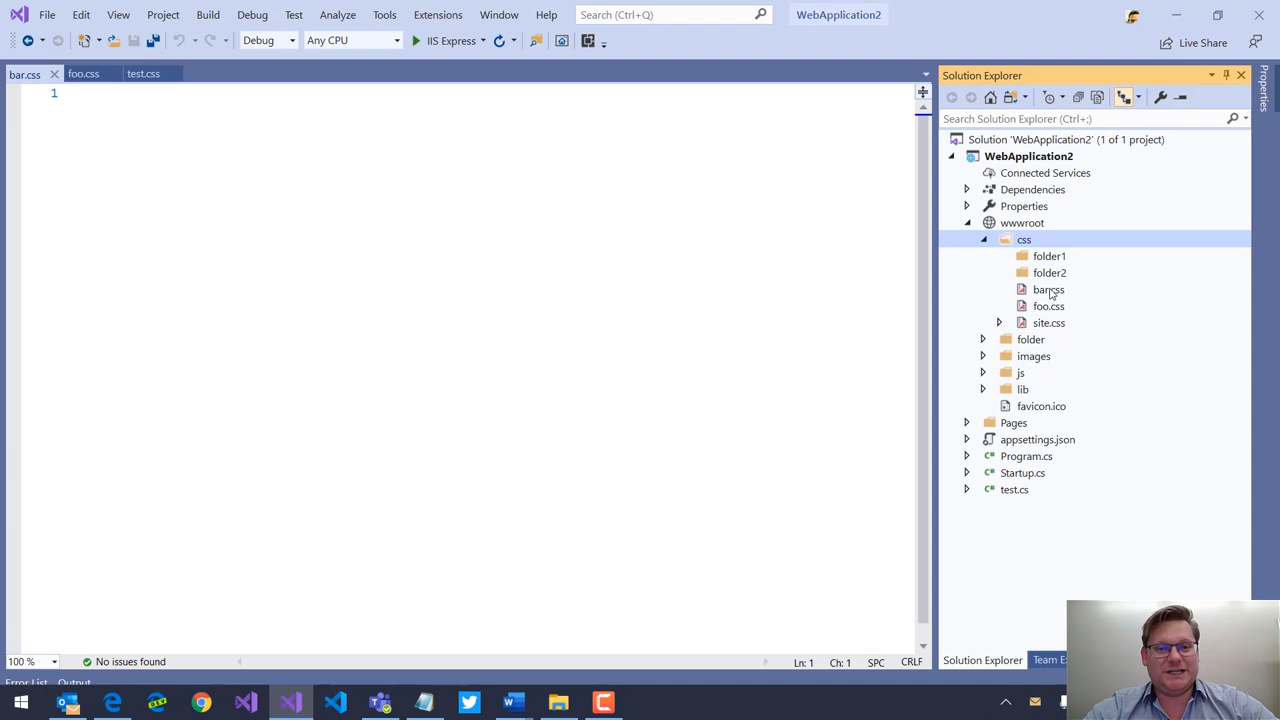 File Edit View Project Build Debug Test Analyze Tools Extensions Window Help Search (Ctrl+Q) WebApplication2
Debug Any CPU IIS Express Live Share
bar.css foo.css test.css
1
Solution Explorer
Search Solution Explorer (Ctrl+;)
Solution 'WebApplication2' (1 of 1 project)
WebApplication2
Connected Services
Dependencies
Properties
wwwroot
css
folder1
folder2
bar.css
foo.css
site.css
folder
images
js
lib
favicon.ico
Pages
appsettings.json
C# Program.cs
C# Startup.cs
C# test.cs
Properties
100 % No issues found Ln: 1 Ch: 1 SPC CRLF
Solution Explorer Team Ex
Error List Output